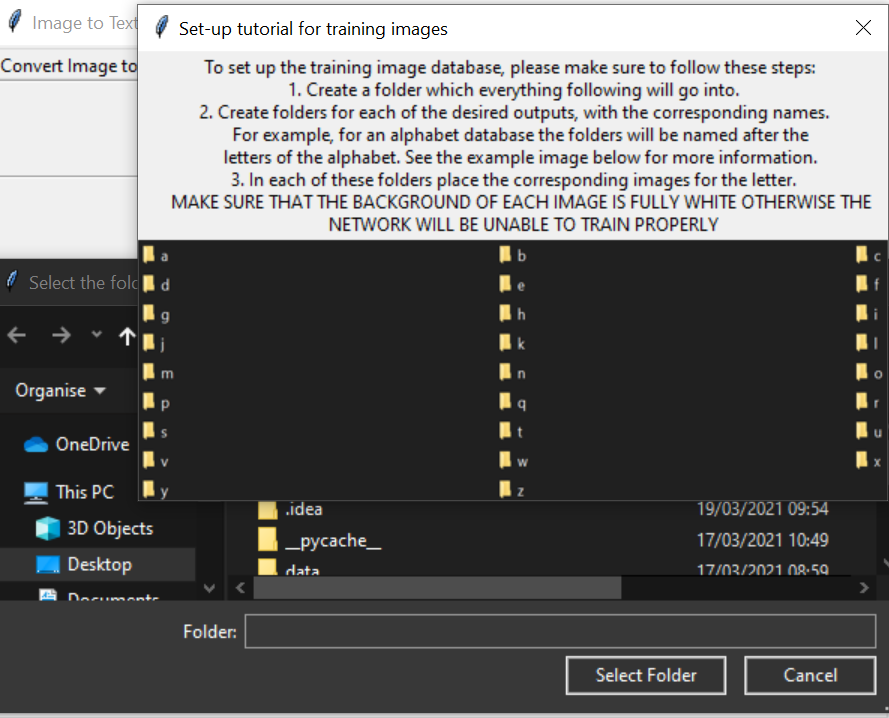 Image to Text
Set-up tutorial for training images
Convert Image to
To set up the training image database, please make sure to follow these steps:
1. Create a folder which everything following will go into.
2. Create folders for each of the desired outputs, with the corresponding names.
For example, for an alphabet database the folders will be named after the
letters of the alphabet. See the example image below for more information.
3. In each of these folders place the corresponding images for the letter.
MAKE SURE THAT THE BACKGROUND OF EACH IMAGE IS FULLY WHITE OTHERWISE THE
NETWORK WILL BE UNABLE TO TRAIN PROPERLY
a b c
d e f
g h i
j k l
m n o
p q r
s t u
v w x
y z
Select the fold
Organise
OneDrive
This PC
3D Objects
Desktop
Documents
.idea 19/03/2021 09:54
__pycache__ 17/03/2021 10:49
data 17/03/2021 08:59
Folder:
Select Folder
Cancel